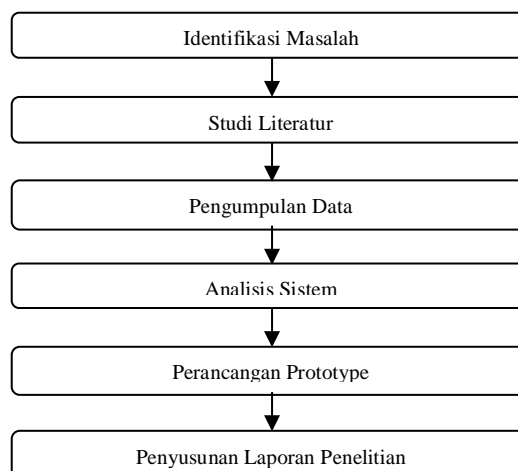 Identifikasi Masalah
Studi Literatur
Pengumpulan Data
Analisis Sistem
Perancangan Prototype
Penyusunan Laporan Penelitian